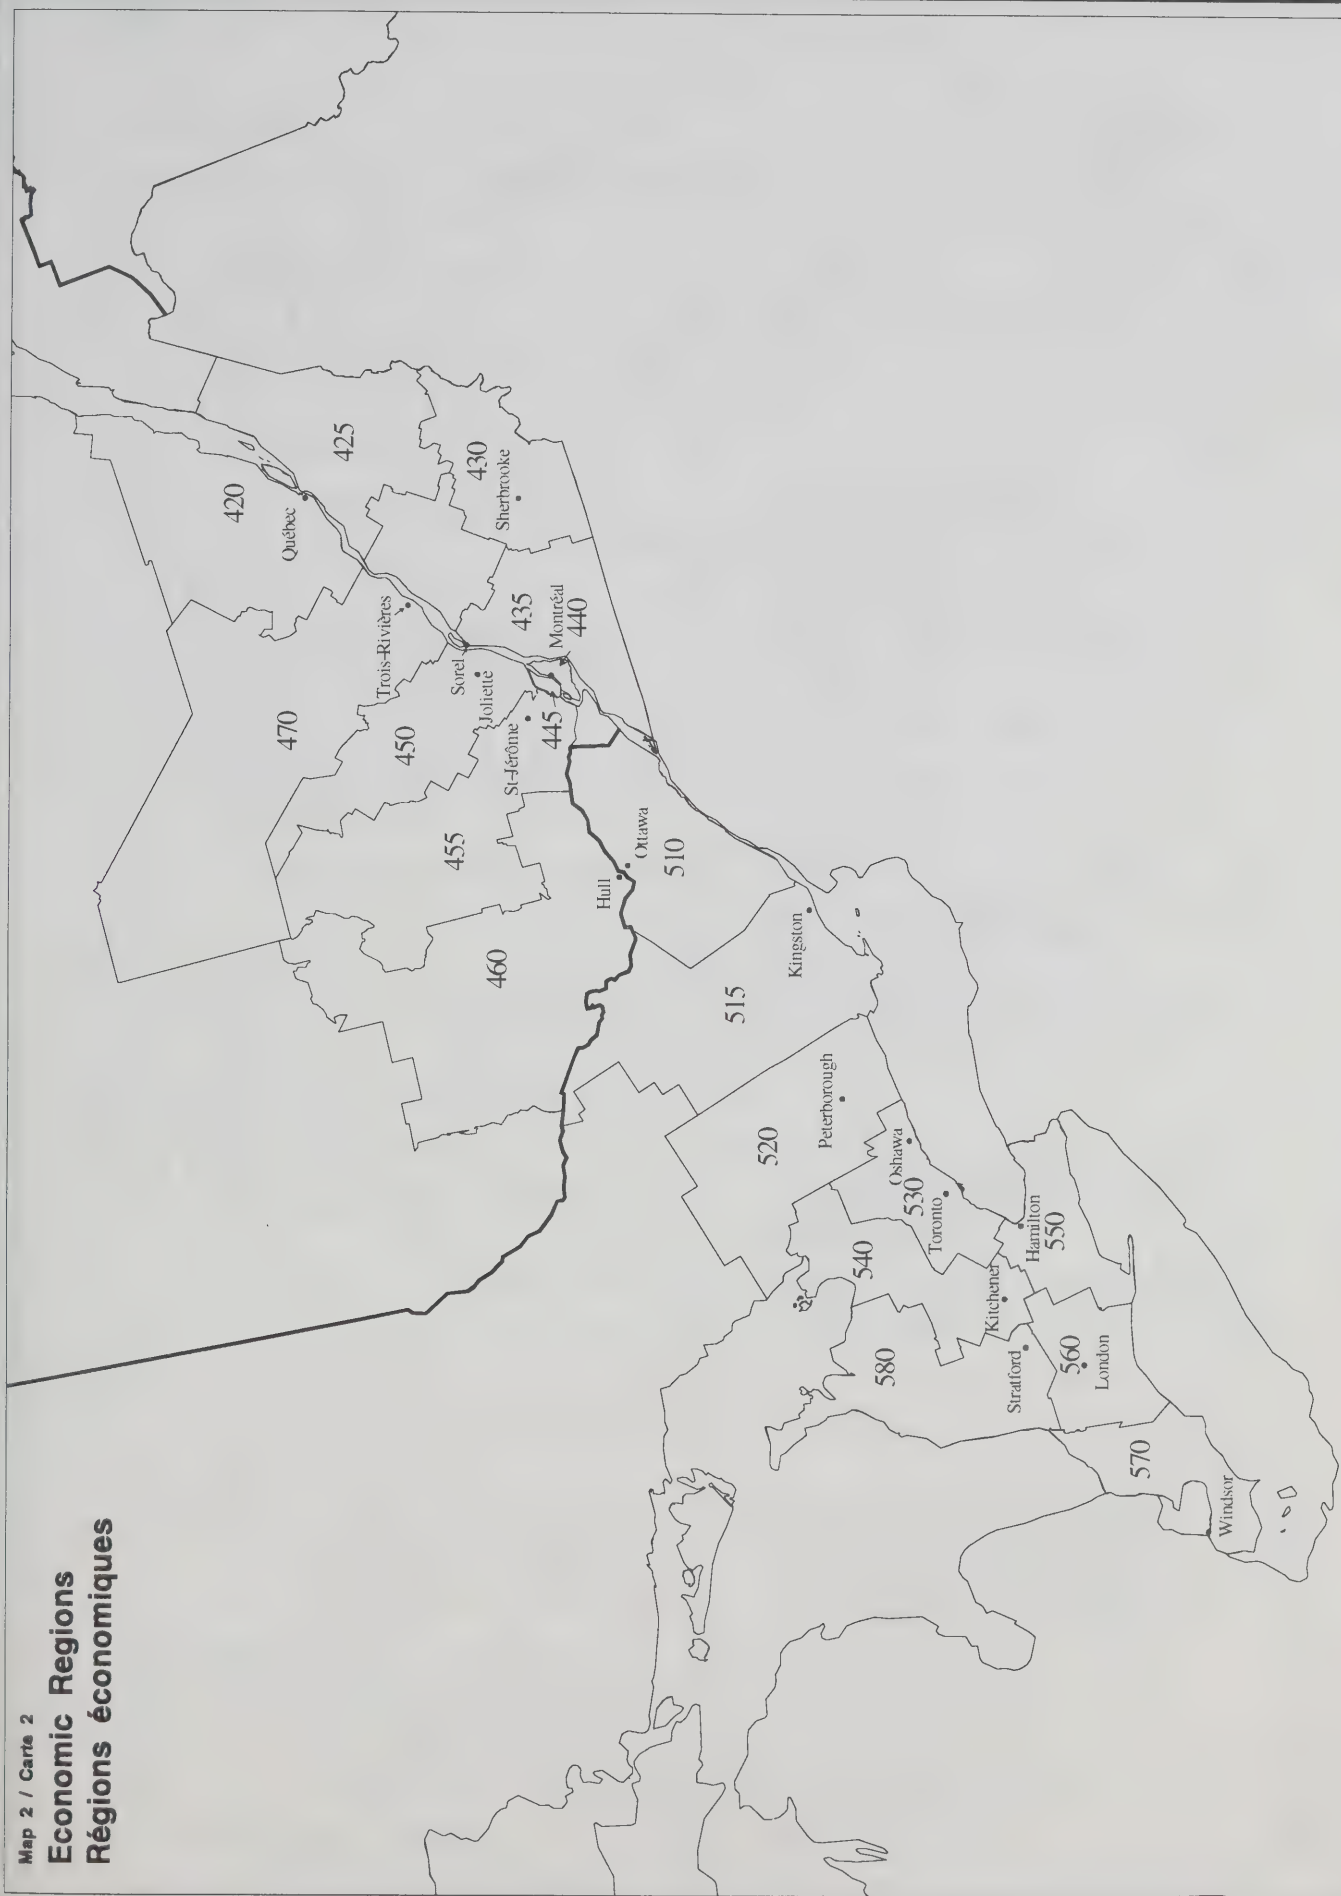 Map 2 / Carte 2
Economic Regions
Régions économiques
420
Québec
425
430
Sherbrooke
470
Trois-Rivières
450
Sorel
Joliette
435
Montréal
440
St-Jérôme
445
455
460
Hull
Ottawa
510
515
Kingston
520
Peterborough
Oshawa
530
Toronto
540
Hamilton
550
Kitchener
580
Stratford
560
London
570
Windsor